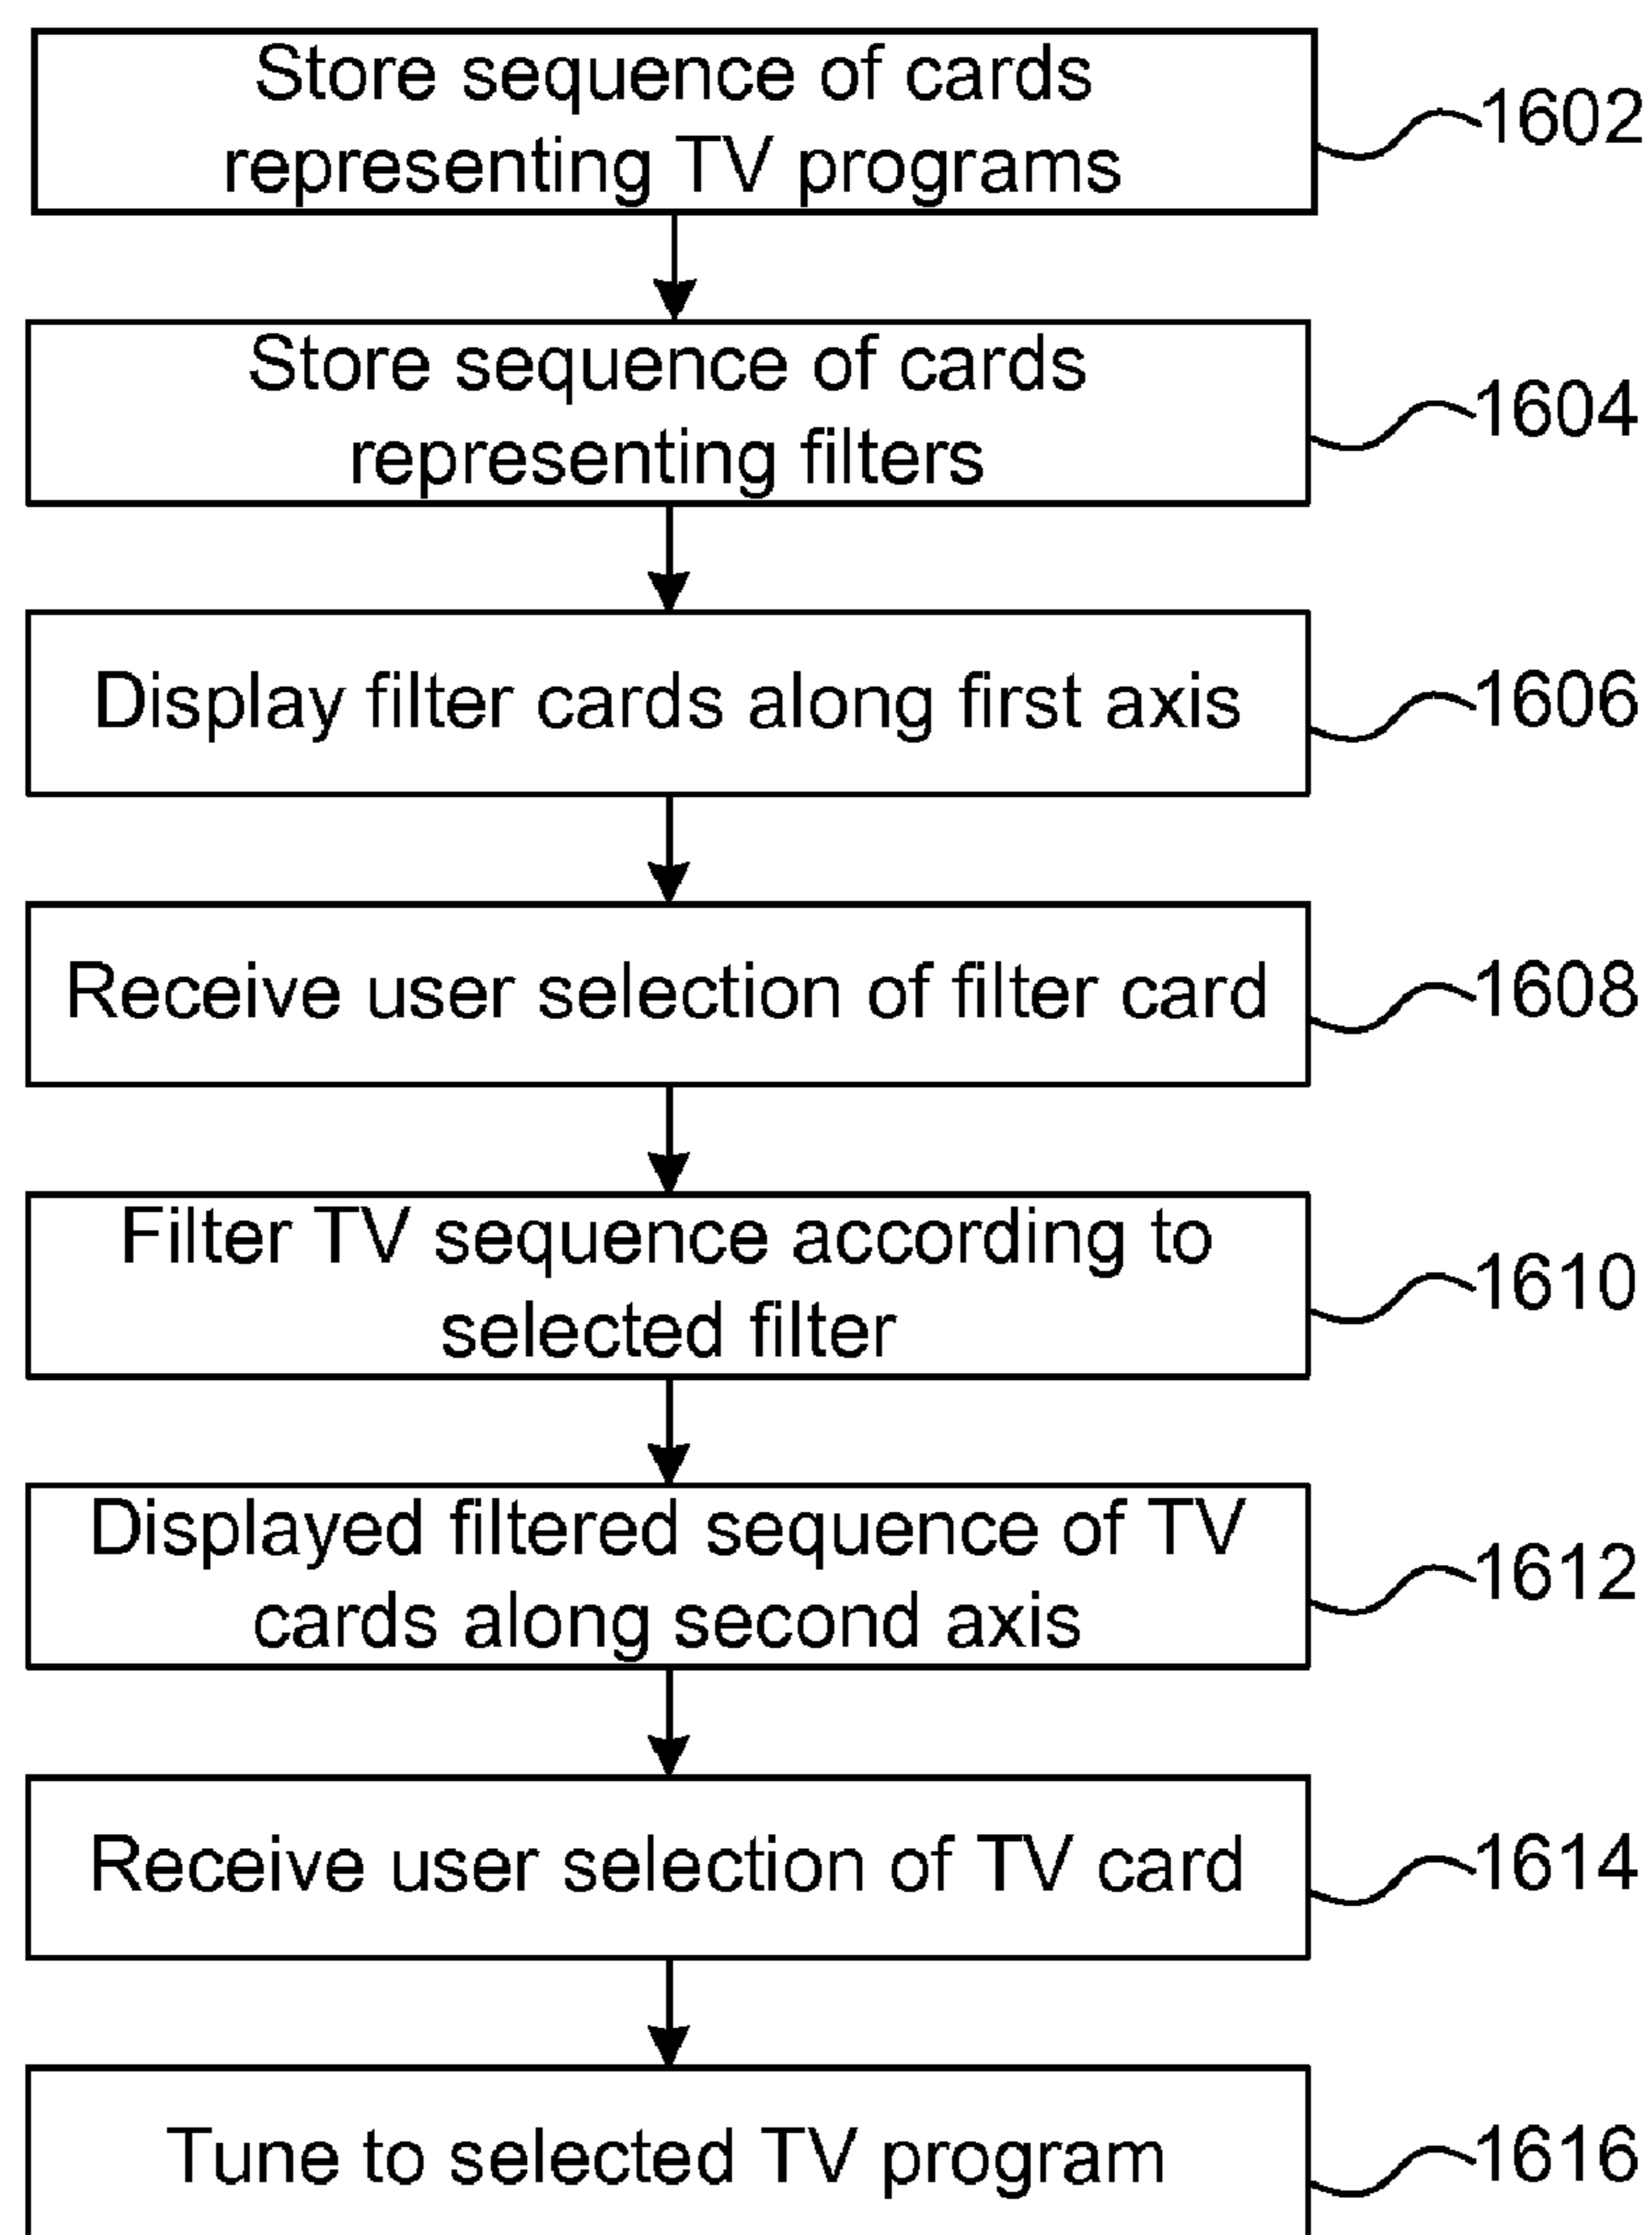 Store sequence of cards
representing TV programs
1602
Store sequence of cards
representing filters
1604
Display filter cards along first axis
1606
Receive user selection of filter card
1608
Filter TV sequence according to
selected filter
1610
Displayed filtered sequence of TV
cards along second axis
1612
Receive user selection of TV card
1614
Tune to selected TV program
1616